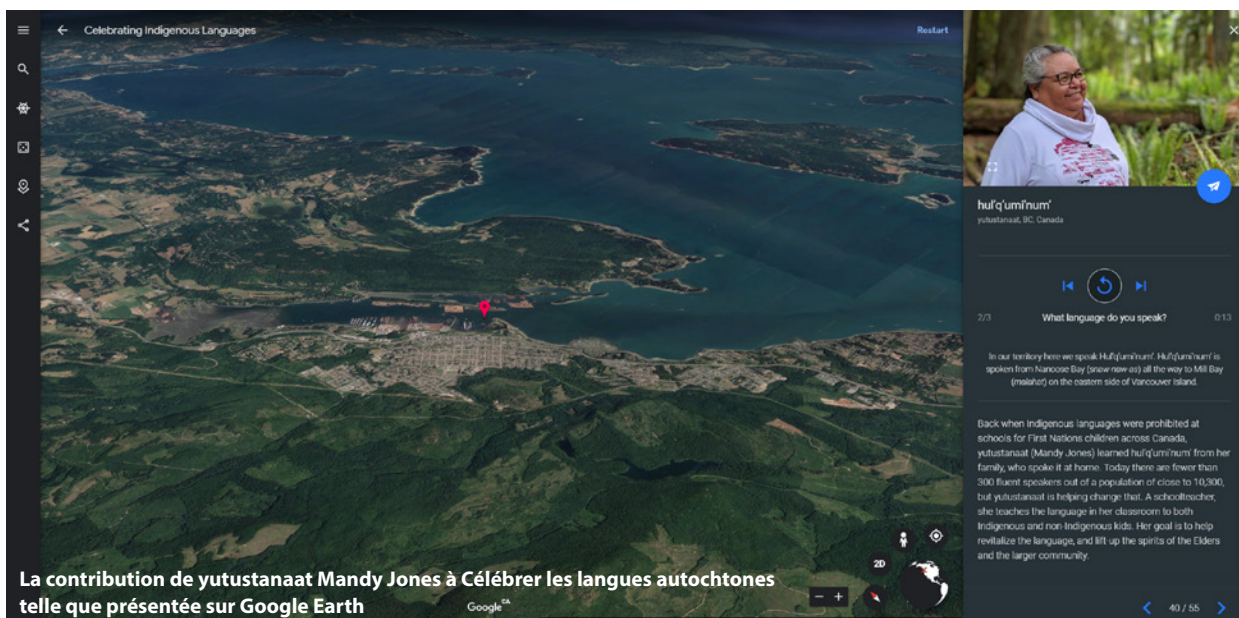 Celebrating Indigenous Languages
Restart
hul'q'umi'num'
yutustanaat, BC, Canada
2/3
What language do you speak?
0:13
In our territory here we speak Hul'q'umi'num'. Hul'q'umi'num' is
spoken from Nanoose Bay (snaw-naw-as) all the way to Mill Bay
(malahat) on the eastern side of Vancouver Island.
Back when Indigenous languages were prohibited at
schools for First Nations children across Canada,
yutustanaat (Mandy Jones) learned hul'q'umi'num' from her
family, who spoke it at home. Today there are fewer than
300 fluent speakers out of a population of close to 10,300,
but yutustanaat is helping change that. A schoolteacher,
she teaches the language in her classroom to both
Indigenous and non-Indigenous kids. Her goal is to help
revitalize the language, and lift up the spirits of the Elders
and the larger community.
2D
La contribution de yutustanaat Mandy Jones à Célébrer les langues autochtones
telle que présentée sur Google Earth
Google CA
40 / 55